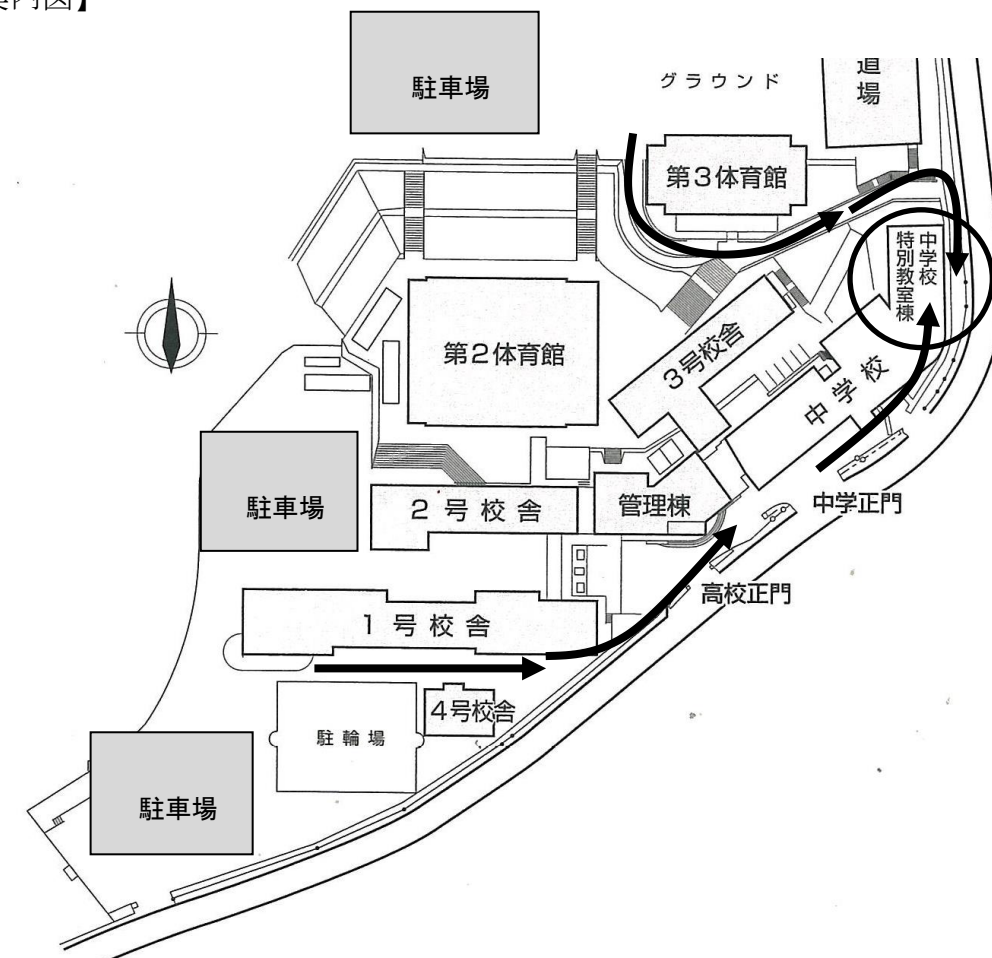 案内図】
駐車場
グラウンド
道場
第3体育館
中学校
特別教室棟
第2体育館
3号校舎
中学校
駐車場
2号校舎
管理棟
中学正門
高校正門
1号校舎
4号校舎
駐輪場
駐車場